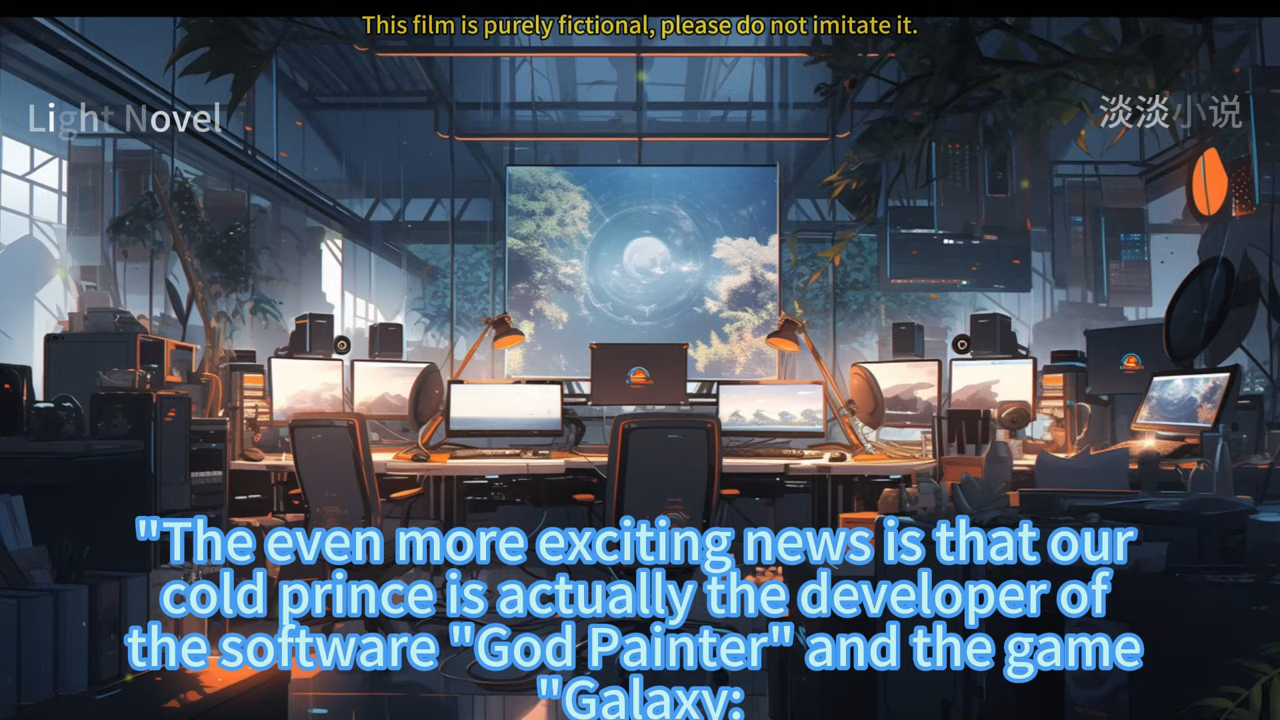 This film is purely fictional, please do not imitate it.
Light Novel
淡淡小说
"The even more exciting news is that our
cold prince is actually the developer of
the software "God Painter" and the game
"Galaxy: